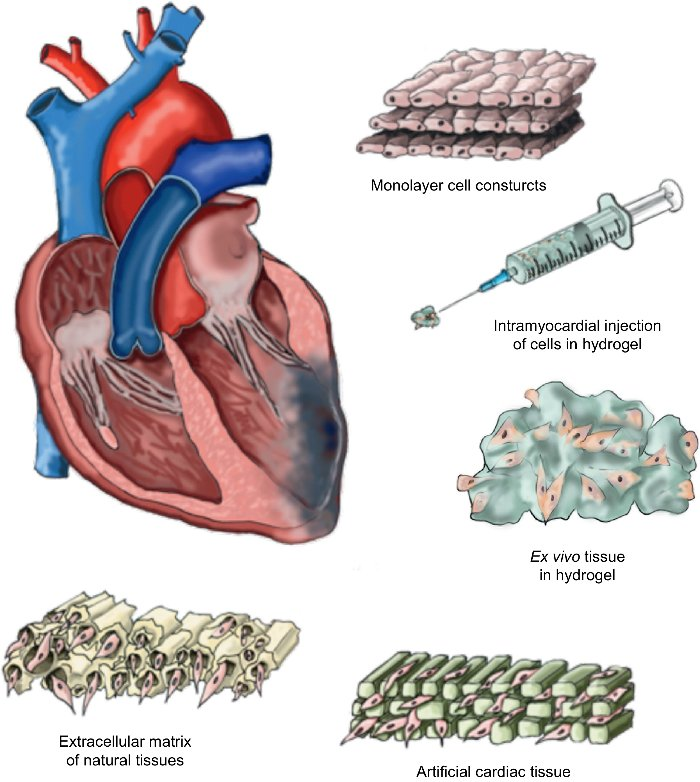 Monolayer cell consturcts
Intramyocardial injection
of cells in hydrogel
Ex vivo tissue
in hydrogel
Extracellular matrix
of natural tissues
Artificial cardiac tissue